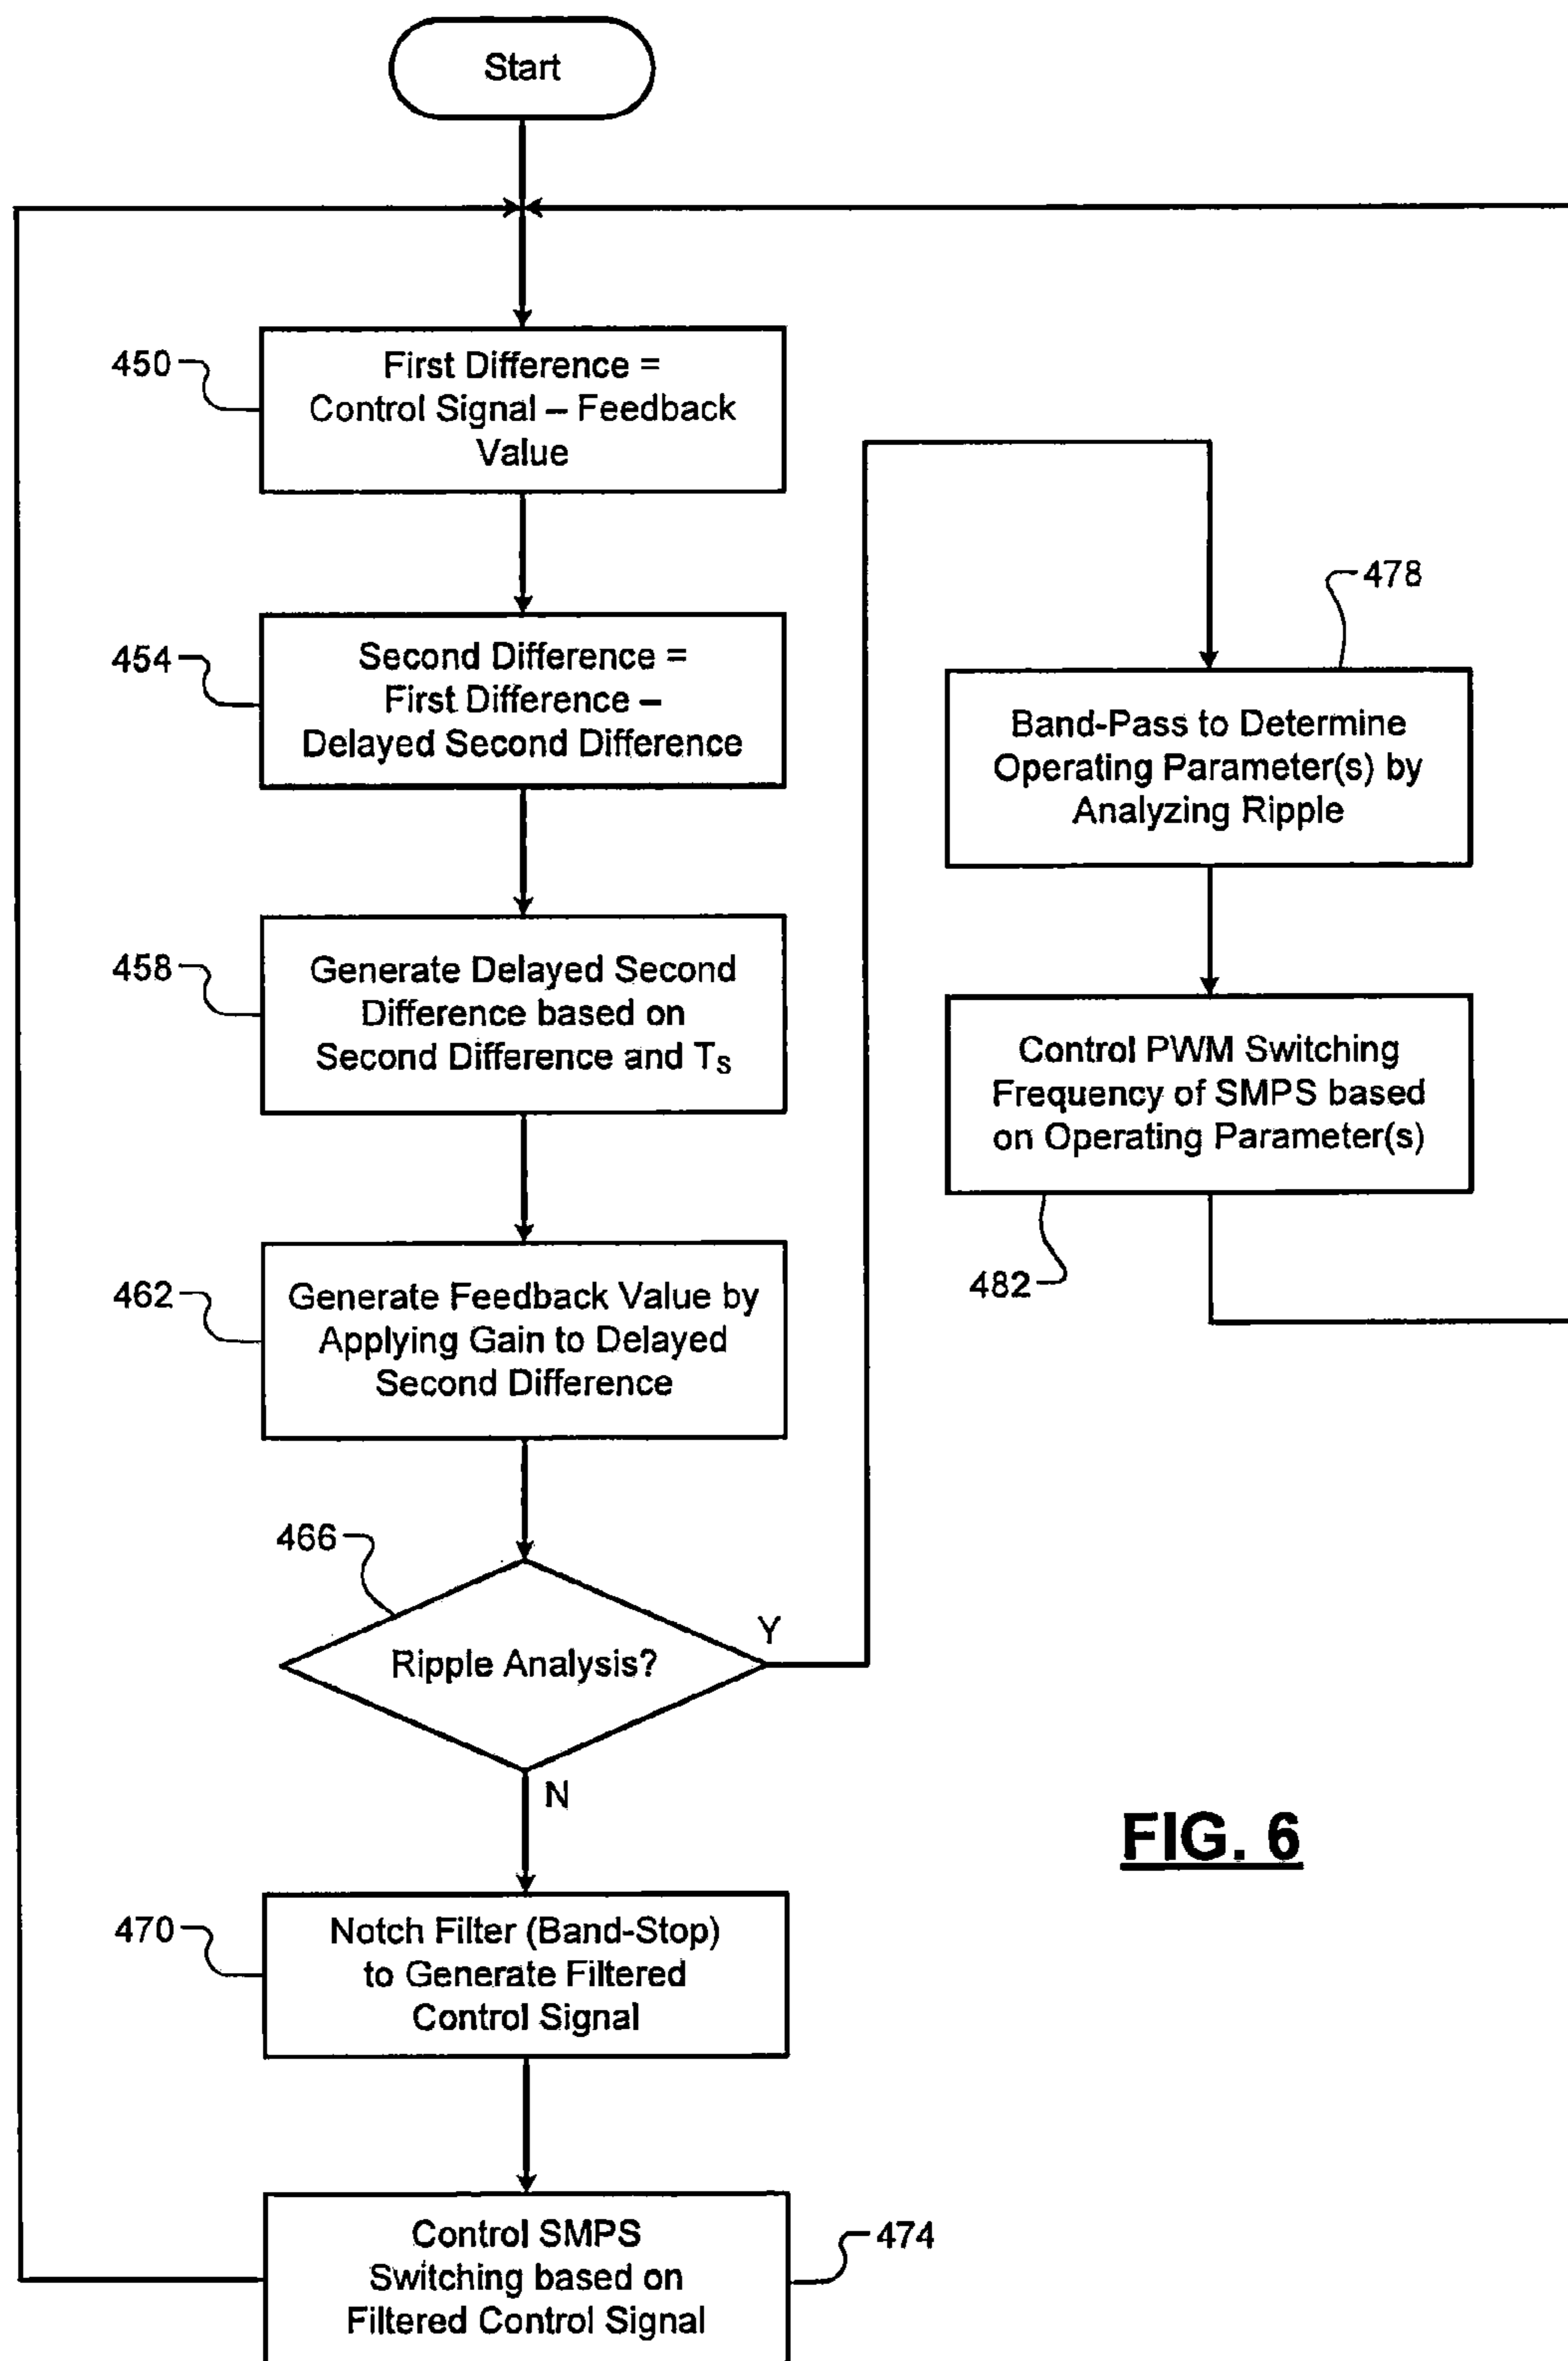 Start
450
First Difference =
Control Signal – Feedback
Value
454
Second Difference =
First Difference –
Delayed Second Difference
458
Generate Delayed Second
Difference based on
Second Difference and TS
462
Generate Feedback Value by
Applying Gain to Delayed
Second Difference
466
Ripple Analysis?
Y
N
470
Notch Filter (Band-Stop)
to Generate Filtered
Control Signal
474
Control SMPS
Switching based on
Filtered Control Signal
478
Band-Pass to Determine
Operating Parameter(s) by
Analyzing Ripple
Control PWM Switching
Frequency of SMPS based
on Operating Parameter(s)
482
FIG. 6